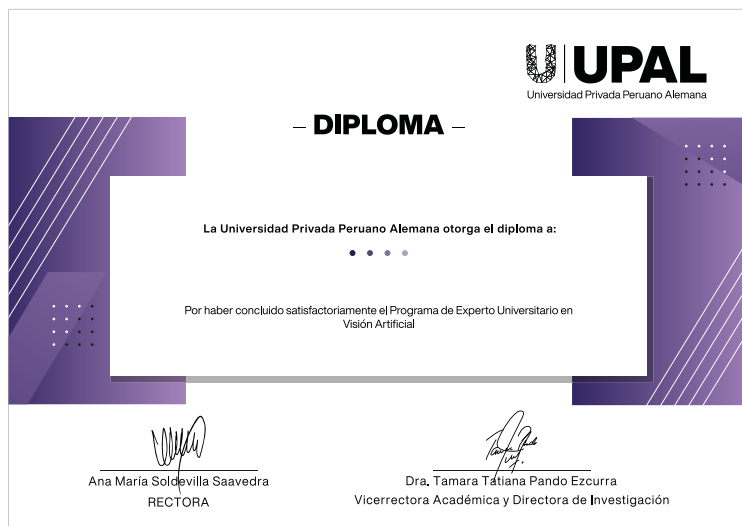 UPAL
Universidad Privada Peruano Alemana
– DIPLOMA –
La Universidad Privada Peruano Alemana otorga el diploma a:
Por haber concluido satisfactoriamente el Programa de Experto Universitario en
Visión Artificial
Ana María Soldevilla Saavedra
RECTORA
Dra. Tamara Tatiana Pando Ezcurra
Vicerrectora Académica y Directora de Investigación